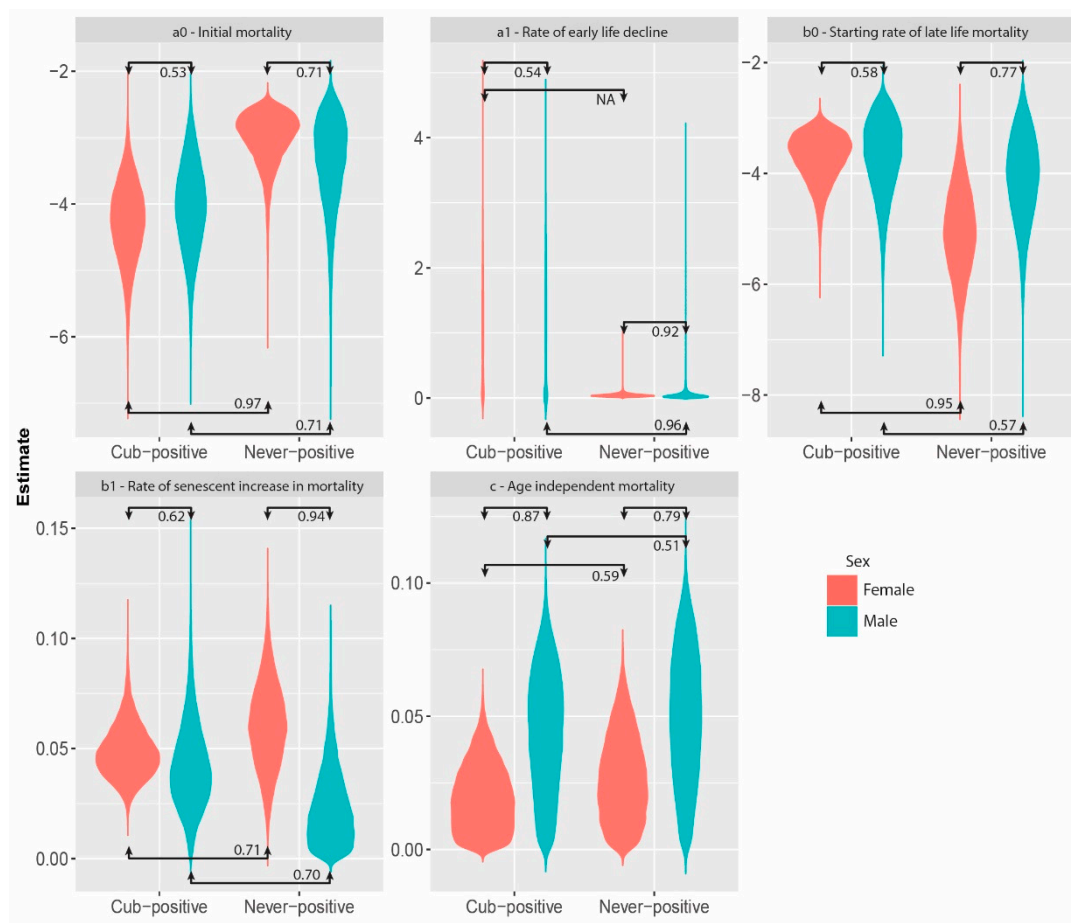 a0 - Initial mortality
-2
-4
-6
0.53
0.71
0.97
0.71
Cub-positive Never-positive
a1 - Rate of early life decline
4
2
0
0.54
NA
0.92
0.96
Cub-positive Never-positive
b0 - Starting rate of late life mortality
-2
-4
-6
-8
0.58
0.77
0.95
0.57
Cub-positive Never-positive
Estimate
b1 - Rate of senescent increase in mortality
0.15
0.10
0.05
0.00
0.62
0.94
0.71
0.70
Cub-positive Never-positive
c - Age independent mortality
0.10
0.05
0.00
0.87
0.79
0.51
0.59
Cub-positive Never-positive
Sex
Female
Male